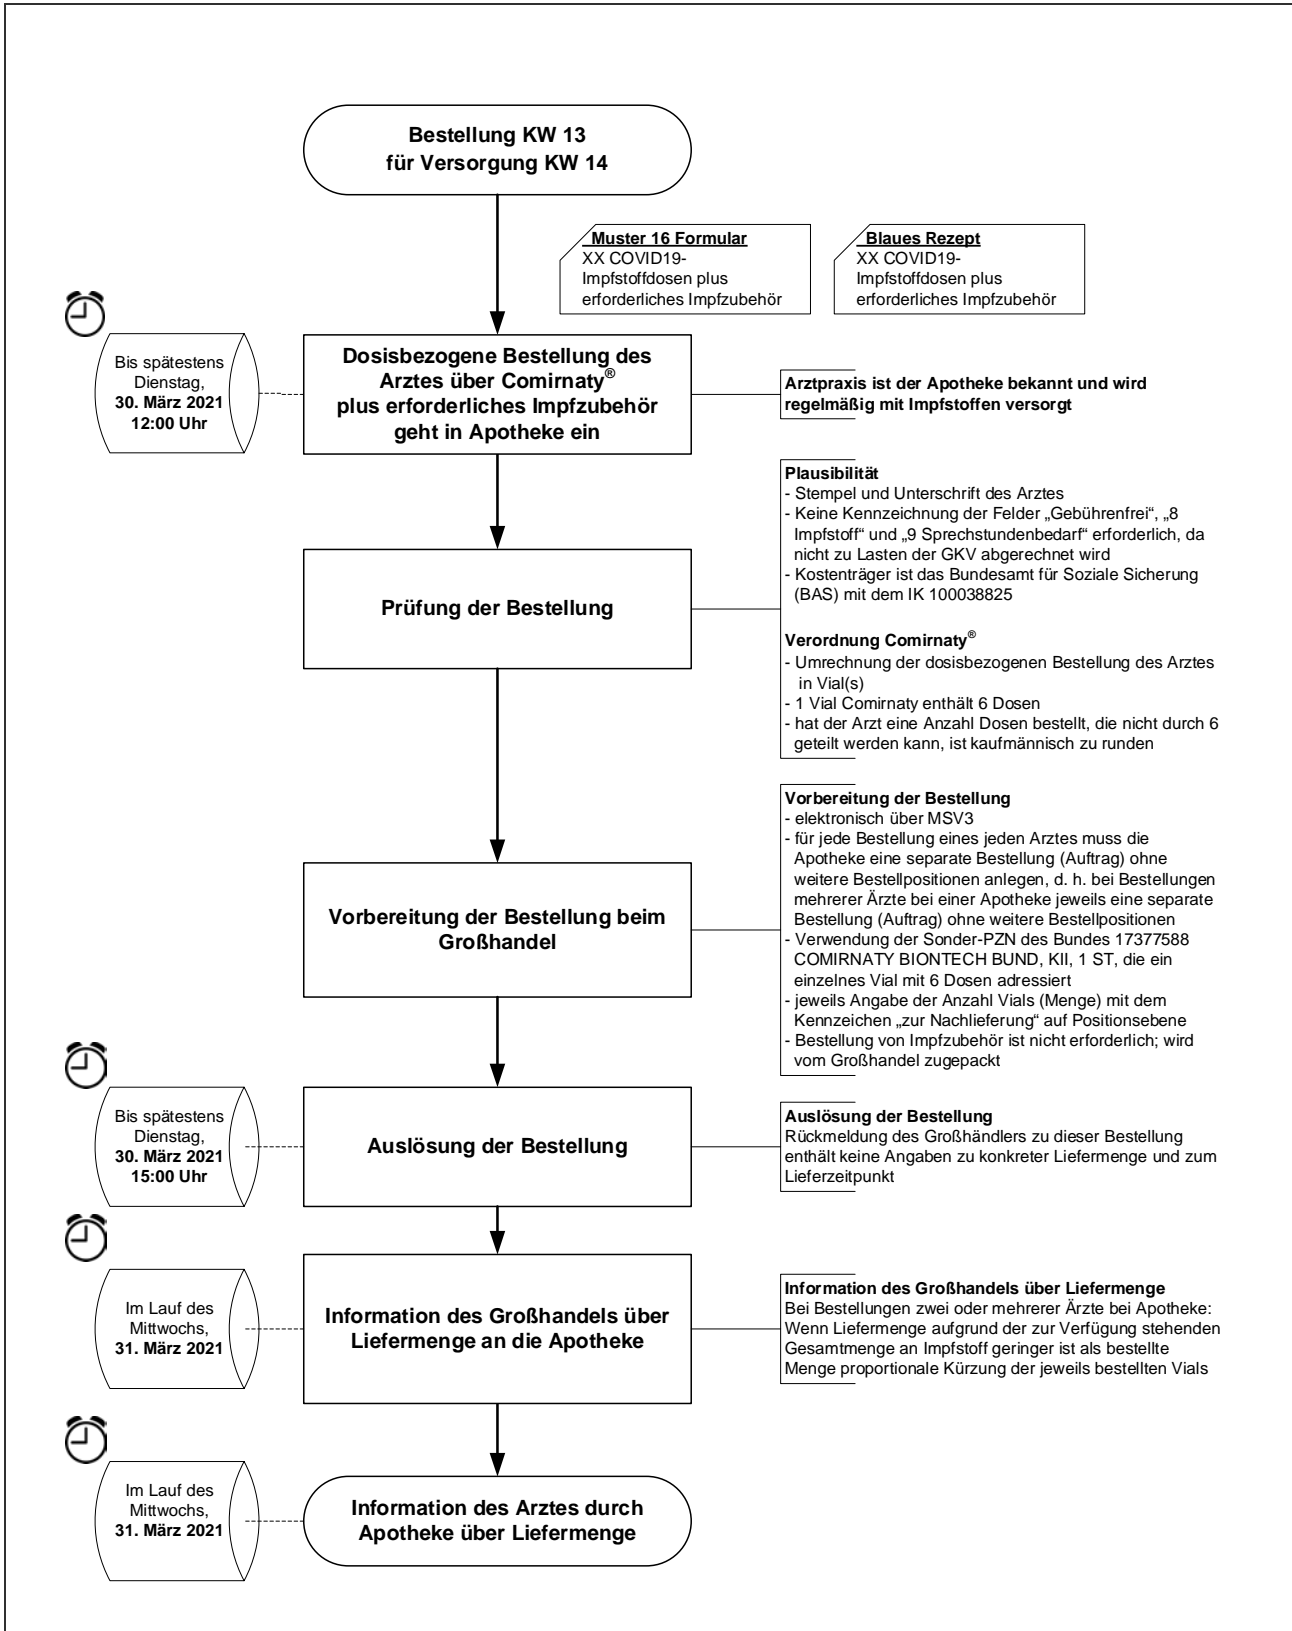 Bestellung KW 13
für Versorgung KW 14
Muster 16 Formular
XX COVID19-
Impfstoffdosen plus
erforderliches Impfzubehör
Blaues Rezept
XX COVID19-
Impfstoffdosen plus
erforderliches Impfzubehör
Bis spätestens
Dienstag,
30. März 2021
12:00 Uhr
Dosisbezogene Bestellung des
Arztes über Comirnaty®
plus erforderliches Impfzubehör
geht in Apotheke ein
Arztpraxis ist der Apotheke bekannt und wird
regelmäßig mit Impfstoffen versorgt
Prüfung der Bestellung
Plausibilität
- Stempel und Unterschrift des Arztes
- Keine Kennzeichnung der Felder „Gebührenfrei“, „8
Impfstoff“ und „9 Sprechstundenbedarf“ erforderlich, da
nicht zu Lasten der GKV abgerechnet wird
- Kostenträger ist das Bundesamt für Soziale Sicherung
(BAS) mit dem IK 100038825
Verordnung Comirnaty®
- Umrechnung der dosisbezogenen Bestellung des Arztes
in Vial(s)
- 1 Vial Comirnaty enthält 6 Dosen
- hat der Arzt eine Anzahl Dosen bestellt, die nicht durch 6
geteilt werden kann, ist kaufmännisch zu runden
Vorbereitung der Bestellung beim
Großhandel
Vorbereitung der Bestellung
- elektronisch über MSV3
- für jede Bestellung eines jeden Arztes muss die
Apotheke eine separate Bestellung (Auftrag) ohne
weitere Bestellpositionen anlegen, d. h. bei Bestellungen
mehrerer Ärzte bei einer Apotheke jeweils eine separate
Bestellung (Auftrag) ohne weitere Bestellpositionen
- Verwendung der Sonder-PZN des Bundes 17377588
COMIRNATY BIONTECH BUND, KII, 1 ST, die ein
einzelnes Vial mit 6 Dosen adressiert
- jeweils Angabe der Anzahl Vials (Menge) mit dem
Kennzeichen „zur Nachlieferung“ auf Positionsebene
- Bestellung von Impfzubehör ist nicht erforderlich; wird
vom Großhandel zugepackt
Bis spätestens
Dienstag,
30. März 2021
15:00 Uhr
Auslösung der Bestellung
Auslösung der Bestellung
Rückmeldung des Großhändlers zu dieser Bestellung
enthält keine Angaben zu konkreter Liefermenge und zum
Lieferzeitpunkt
Im Lauf des
Mittwochs,
31. März 2021
Information des Großhandels über
Liefermenge an die Apotheke
Information des Großhandels über Liefermenge
Bei Bestellungen zwei oder mehrerer Ärzte bei Apotheke:
Wenn Liefermenge aufgrund der zur Verfügung stehenden
Gesamtmenge an Impfstoff geringer ist als bestellte
Menge proportionale Kürzung der jeweils bestellten Vials
Im Lauf des
Mittwochs,
31. März 2021
Information des Arztes durch
Apotheke über Liefermenge